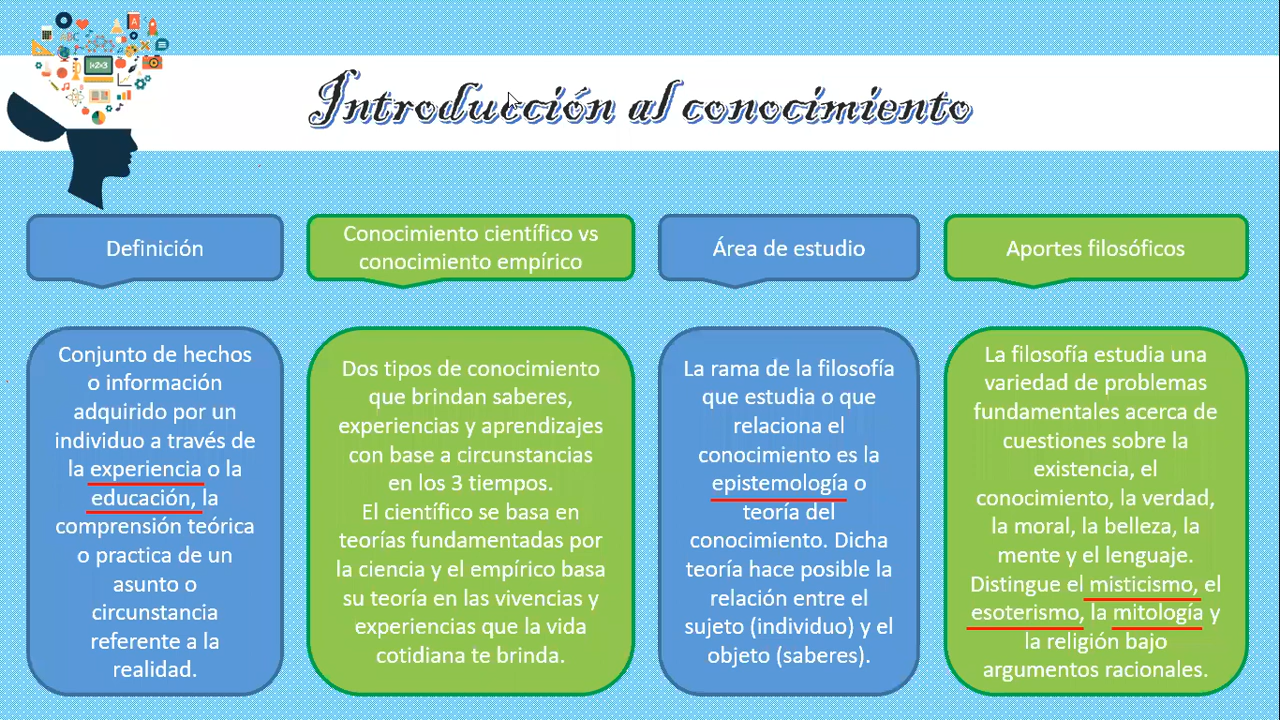 Introducción al conocimiento
Definición
Conjunto de hechos
o información
adquirido por un
individuo a través de
la experiencia o la
educación, la
comprensión teórica
o practica de un
asunto o
circunstancia
referente a la
realidad.
Conocimiento científico vs
conocimiento empírico
Dos tipos de conocimiento
que brindan saberes,
experiencias y aprendizajes
con base a circunstancias
en los 3 tiempos.
El científico se basa en
teorías fundamentadas por
la ciencia y el empírico basa
su teoría en las vivencias y
experiencias que la vida
cotidiana te brinda.
Área de estudio
La rama de la filosofía
que estudia o que
relaciona el
conocimiento es la
epistemología o
teoría del
conocimiento. Dicha
teoría hace posible la
relación entre el
sujeto (individuo) y el
objeto (saberes).
Aportes filosóficos
La filosofía estudia una
variedad de problemas
fundamentales acerca de
cuestiones sobre la
existencia, el
conocimiento, la verdad,
la moral, la belleza, la
mente y el lenguaje.
Distingue el misticismo, el
esoterismo, la mitología y
la religión bajo
argumentos racionales.